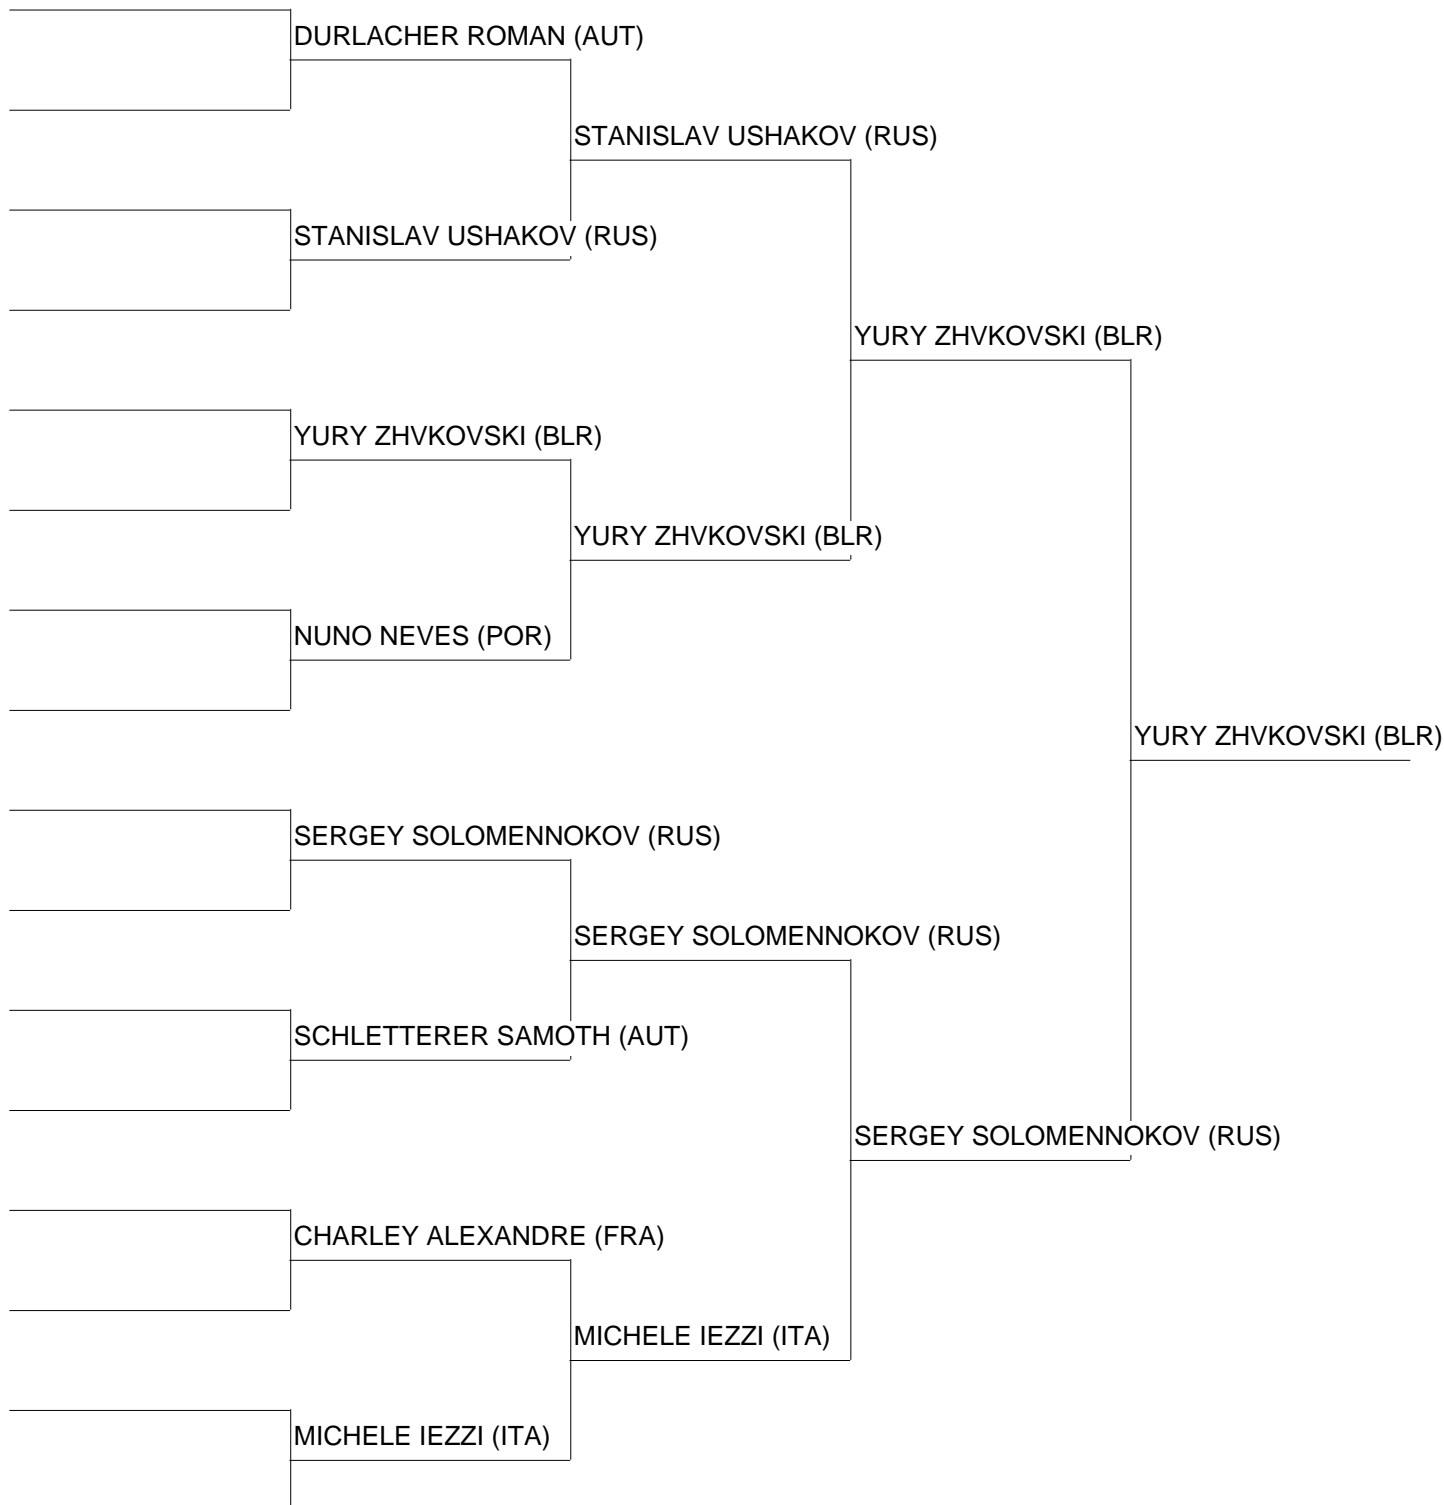 DURLACHER ROMAN (AUT)
STANISLAV USHAKOV (RUS)
STANISLAV USHAKOV (RUS)
YURY ZHVKOVSKI (BLR)
YURY ZHVKOVSKI (BLR)
YURY ZHVKOVSKI (BLR)
NUNO NEVES (POR)
YURY ZHVKOVSKI (BLR)
SERGEY SOLOMENNOKOV (RUS)
SERGEY SOLOMENNOKOV (RUS)
SCHLETTERER SAMOTH (AUT)
SERGEY SOLOMENNOKOV (RUS)
CHARLEY ALEXANDRE (FRA)
MICHELE IEZZI (ITA)
MICHELE IEZZI (ITA)